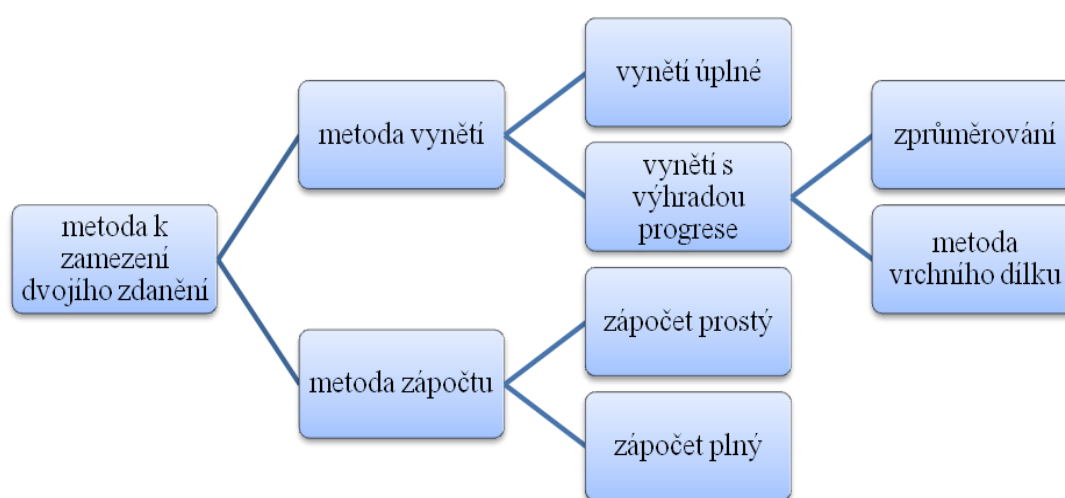 metoda k
zamezení
dvojího zdanění
metoda vynětí
vynětí úplné
vynětí s
výhradou
progrese
zprůměrování
metoda
vrchního dílku
metoda zápočtu
zápočet prostý
zápočet plný